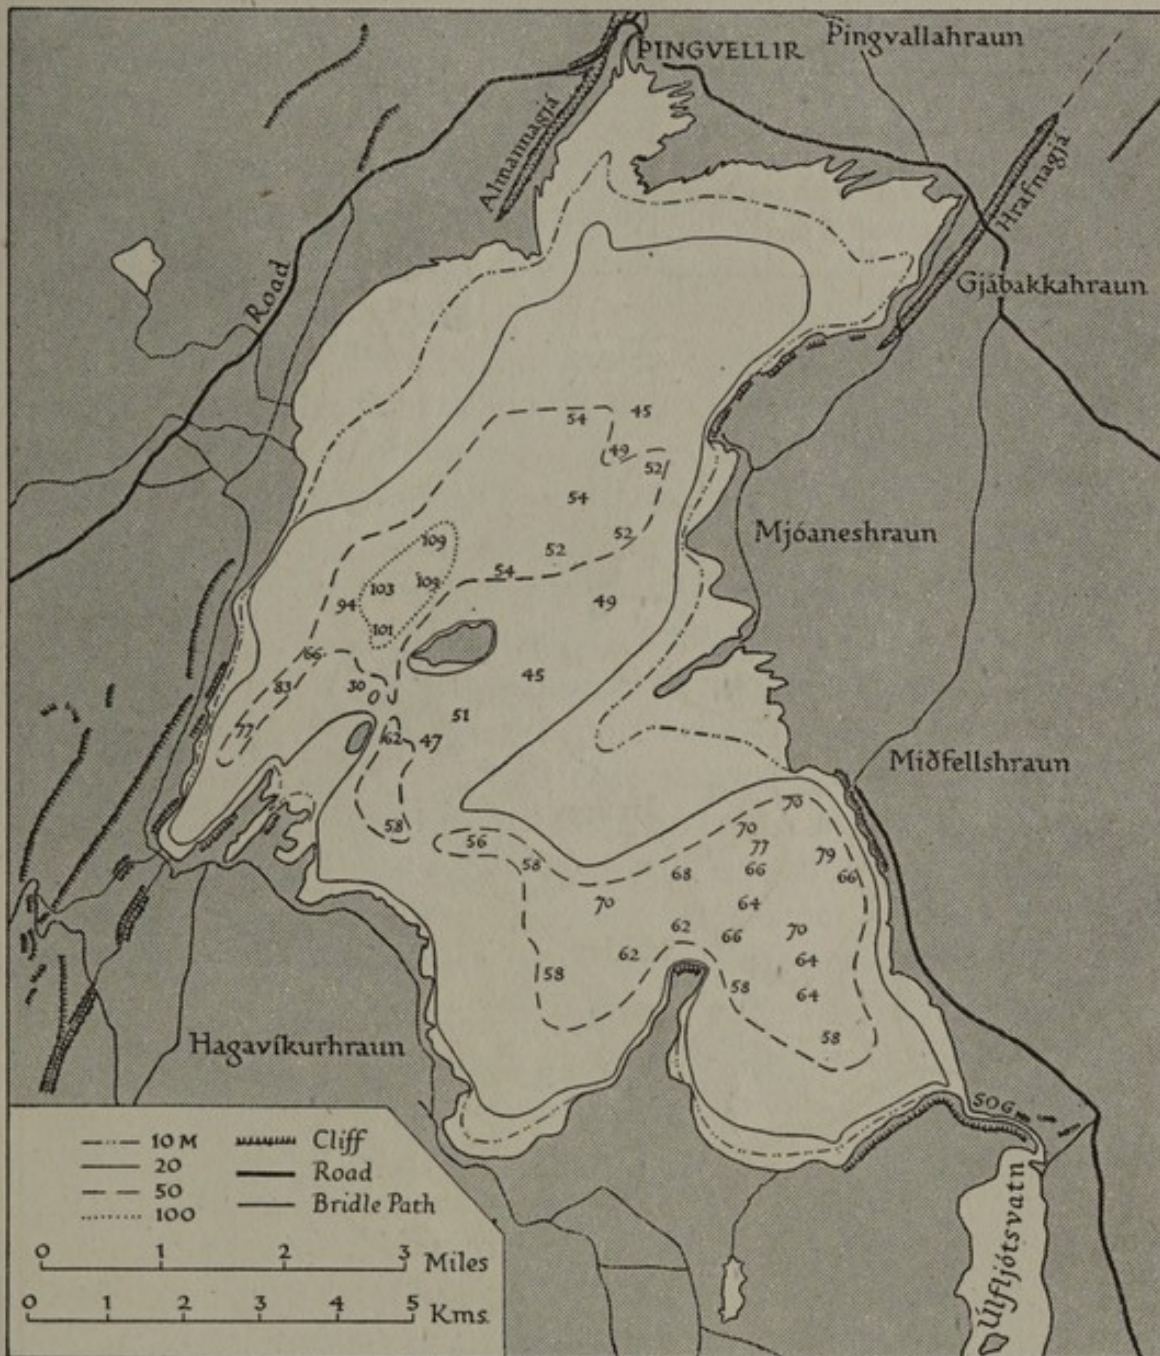 Þingvallahraun
ÞINGVELLIR
Almannagjá
Hrafnagjá
Road
Gjábakkahraun
54 45
49
52
54
109 52 52
54
103 109
94 49
101
66
83 30 45
O
51
77 62 47
Mjóaneshraun
Miðfellshraun
58
56
58
70
70
77 79
68 66 66
70 64
62 66 70
62 64
58 58 64
58
Hagavíkurhraun
SOG
Úlfljótsvatn
10 M Cliff
20 Road
50 Bridle Path
100
0 1 2 3 Miles
0 1 2 3 4 5 Kms.